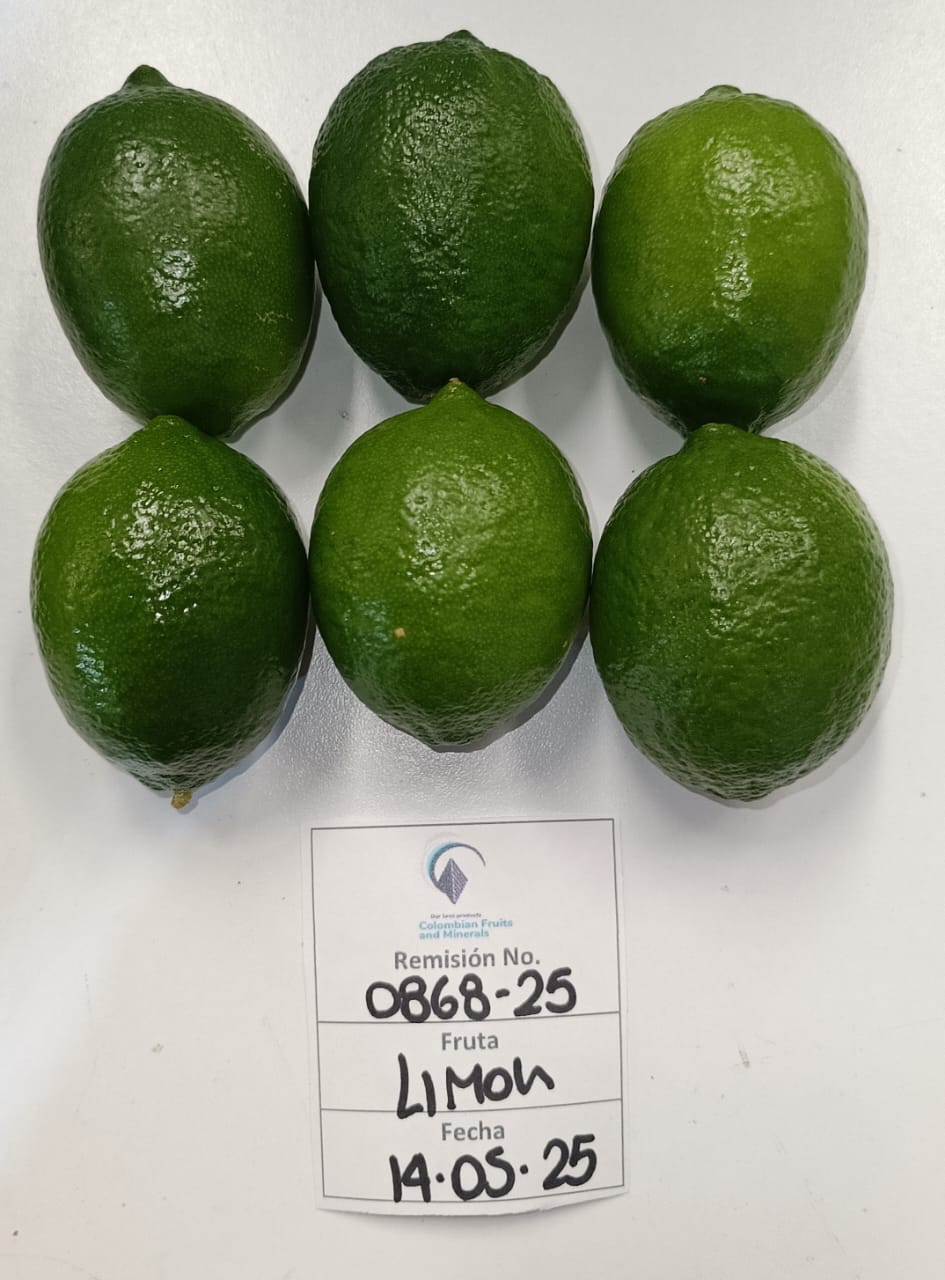 Our best products
Colombian Fruits
and Minerals
Remisión No.
0868-25
Fruta
LIMON
Fecha
14.05.25